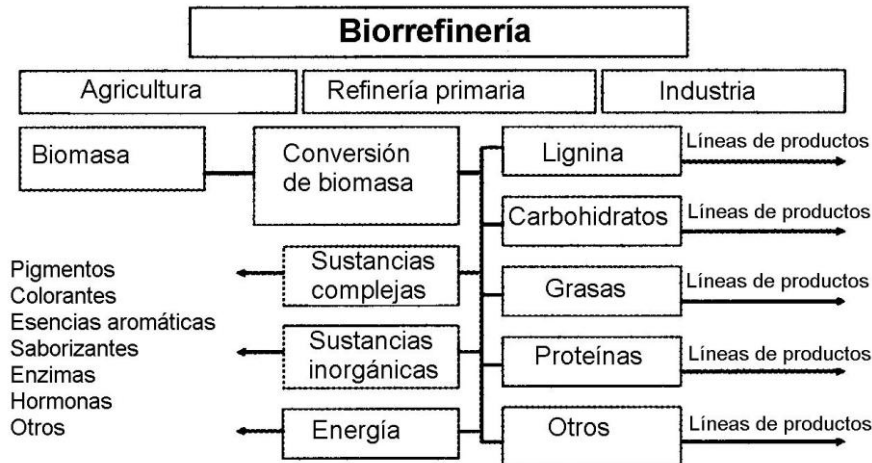 Biorrefinería
Agricultura
Refinería primaria
Industria
Biomasa
Conversión
de biomasa
Lignina
Líneas de productos
Carbohidratos
Líneas de productos
Pigmentos
Colorantes
Esencias aromáticas
Saborizantes
Enzimas
Hormonas
Otros
Sustancias
complejas
Grasas
Líneas de productos
Sustancias
inorgánicas
Proteínas
Líneas de productos
Energía
Otros
Líneas de productos